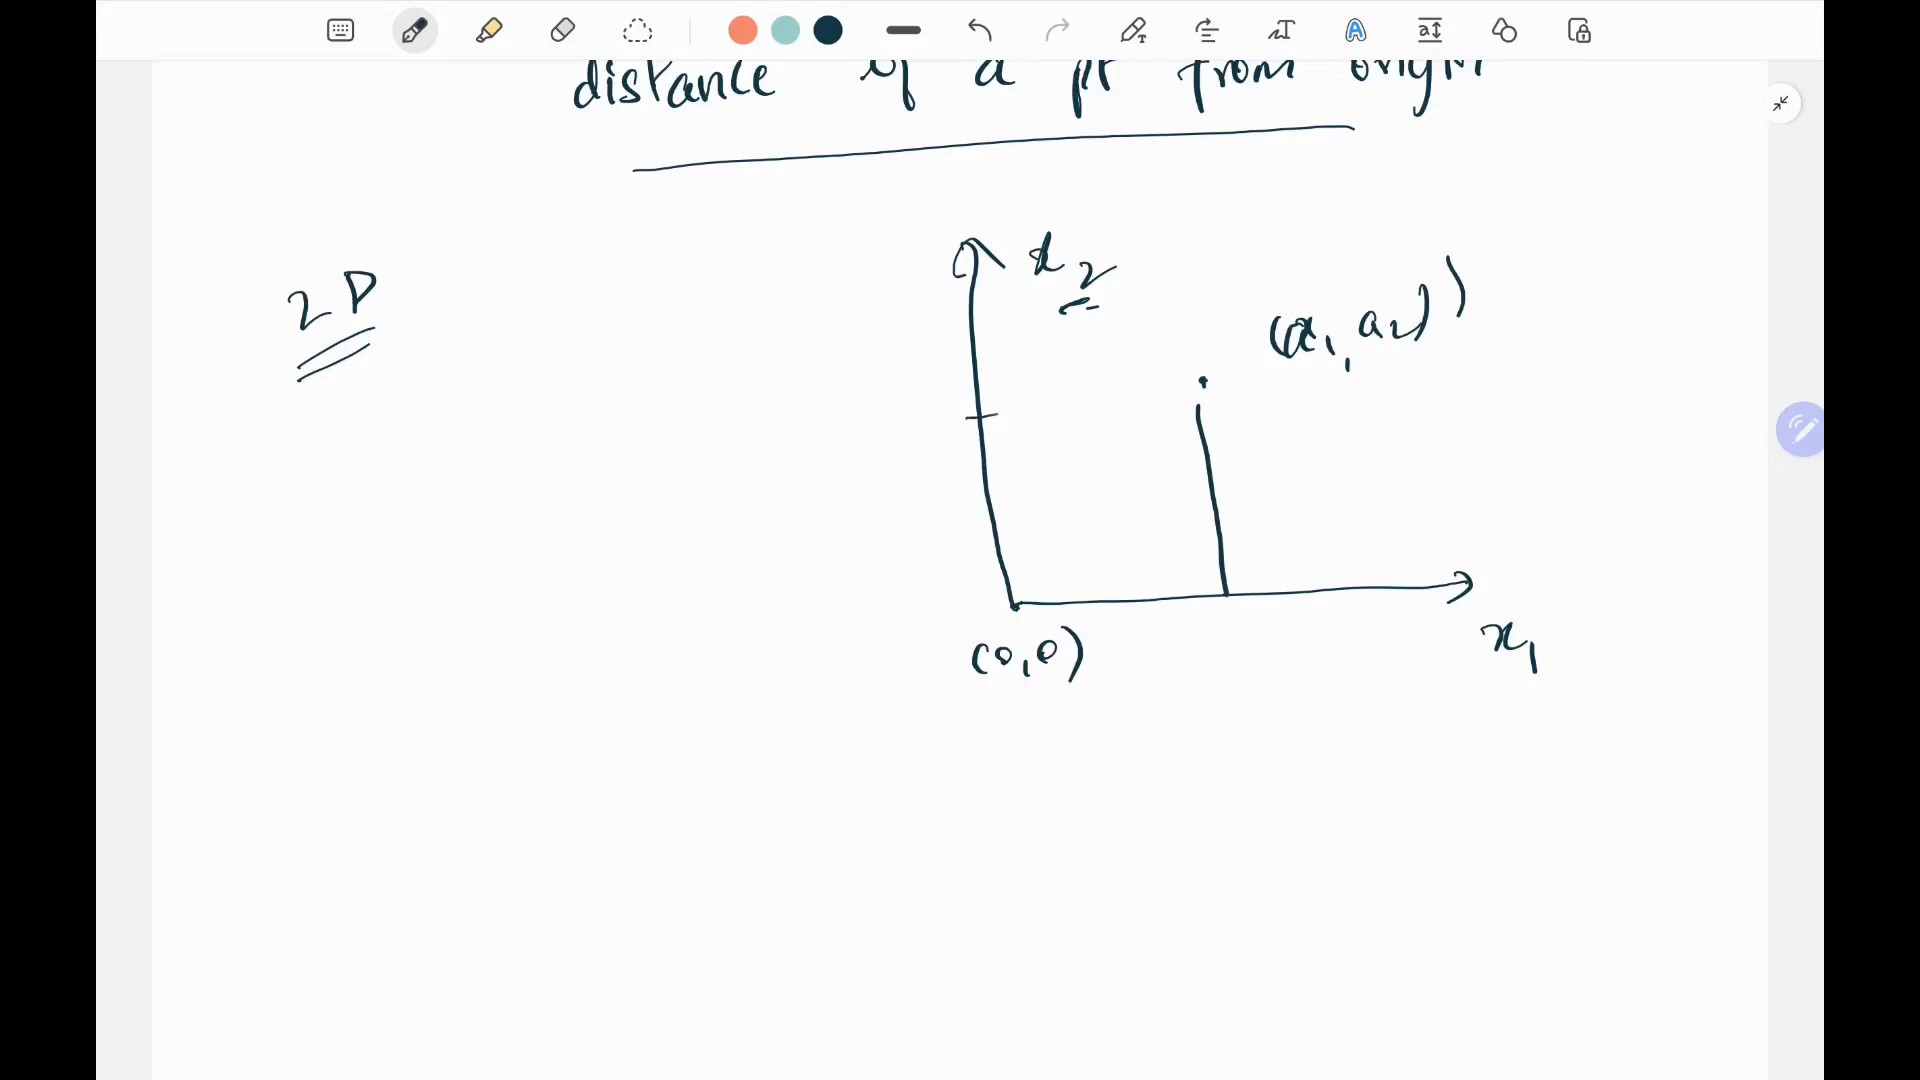 distance of a pt from origin
x2
2D
(a1, a2))
(0,0)
x1